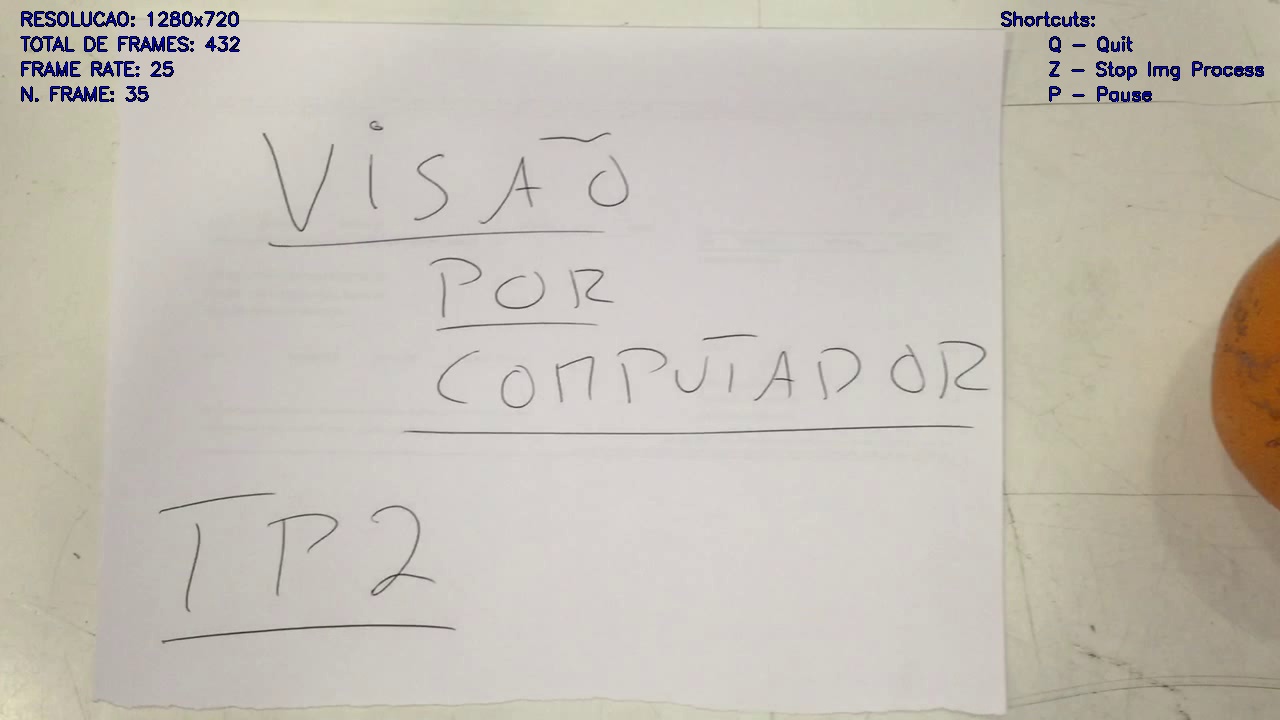 RESOLUCAO: 1280x720
TOTAL DE FRAMES: 432
FRAME RATE: 25
N. FRAME: 35
Shortcuts:
Q - Quit
Z - Stop Img Process
P - Pause
VISÃO
POR
COMPUTADOR
TP2